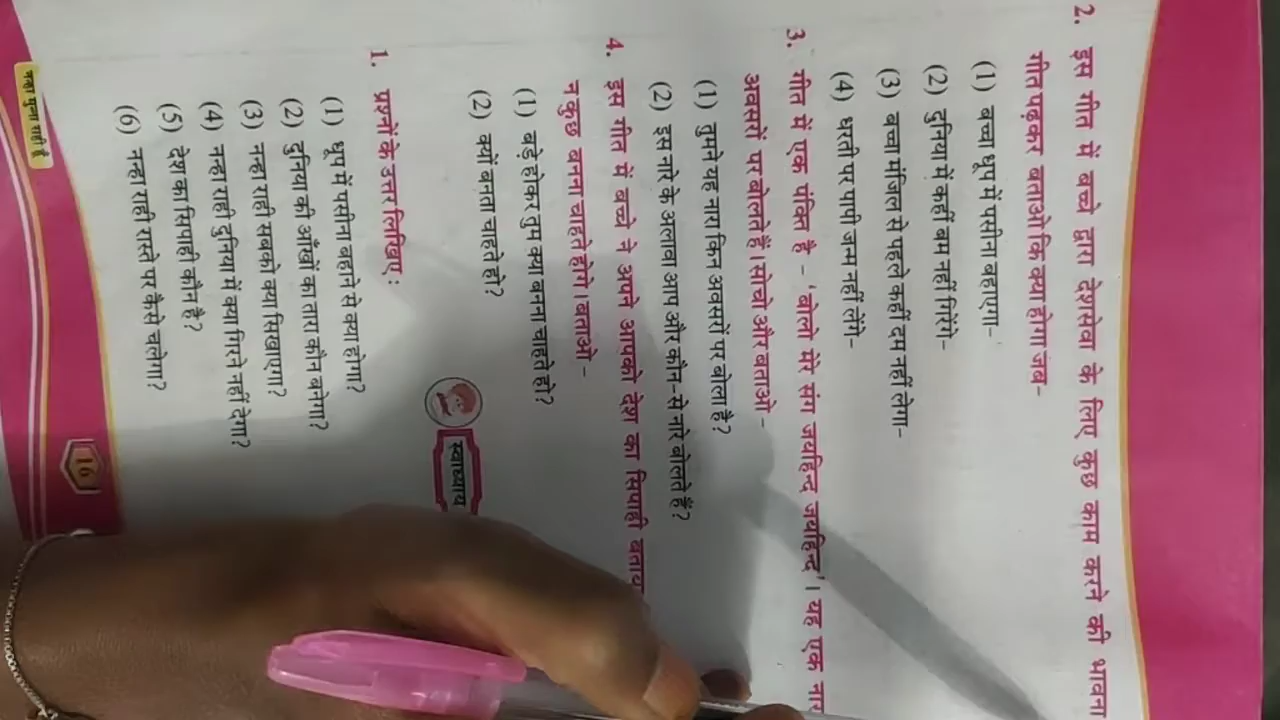 2. इस गीत में बच्चे द्वारा देशसेवा के लिए कुछ काम करने की भावना
गीत पढ़कर बताओ कि क्या होगा जब-
(1) बच्चा धूप में पसीना बहाएगा-
(2) दुनिया में कहीं बम नहीं गिरेंगे-
(3) बच्चा मंजिल से पहले कहीं दम नहीं लेगा-
(4) धरती पर पापी जन्म नहीं लेंगे-
3. गीत में एक पंक्ति है - 'बोलो मेरे संग जयहिन्द जयहिन्द'। यह एक
अवसरों पर बोलते हैं। सोचो और बताओ-
(1) तुमने यह नारा किन अवसरों पर बोला है?
(2) इस नारे के अलावा आप और कौन-से नारे बोलते हैं?
4. इस गीत में बच्चे ने अपने आपको देश का सिपाही
न कुछ बनना चाहते होंगे। बताओ -
(1) बड़े होकर तुम क्या बनना चाहते हो?
(2) क्यों बनता चाहते हो?
स्वाध्याय
1. प्रश्नों के उत्तर लिखिए :
(1) धूप में पसीना बहाने से क्या होगा?
(2) दुनिया की आँखों का तारा कौन बनेगा?
(3) नन्हा राही सबको क्या सिखाएगा?
(4) नन्हा राही दुनिया में क्या गिरने नहीं देगा?
(5) देश का सिपाही कौन है?
(6) नन्हा राही रास्ते पर कैसे चलेगा?
नन्हा मुन्ना राही हूँ
16